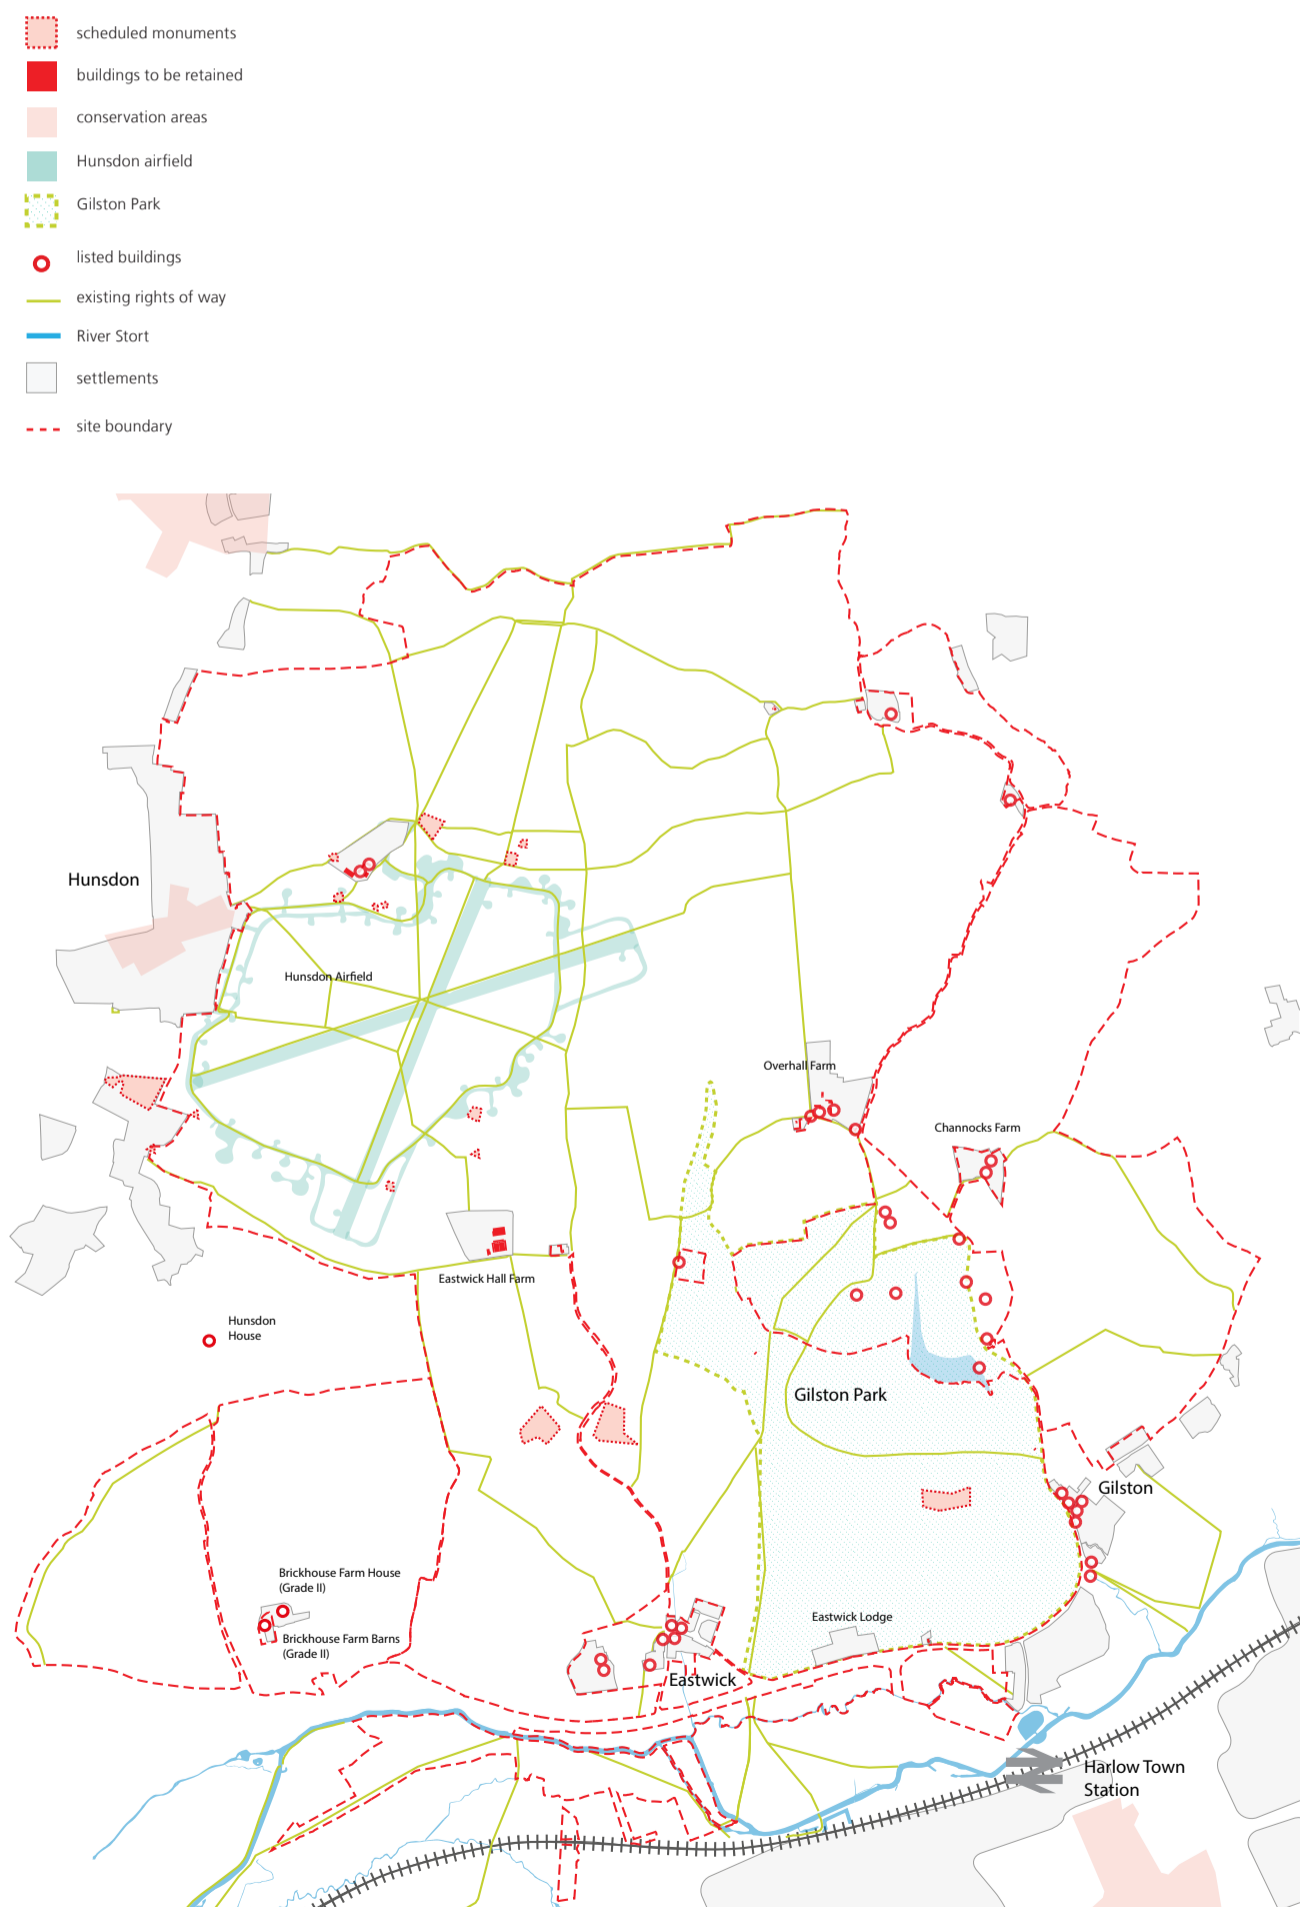 scheduled monuments
buildings to be retained
conservation areas
Hunsdon airfield
Gilston Park
listed buildings
existing rights of way
River Stort
settlements
site boundary
Hunsdon
Hunsdon Airfield
Overhall Farm
Channocks Farm
Eastwick Hall Farm
Hunsdon
House
Gilston Park
Gilston
Brickhouse Farm House
(Grade II)
Brickhouse Farm Barns
(Grade II)
Eastwick Lodge
Eastwick
Harlow Town
Station